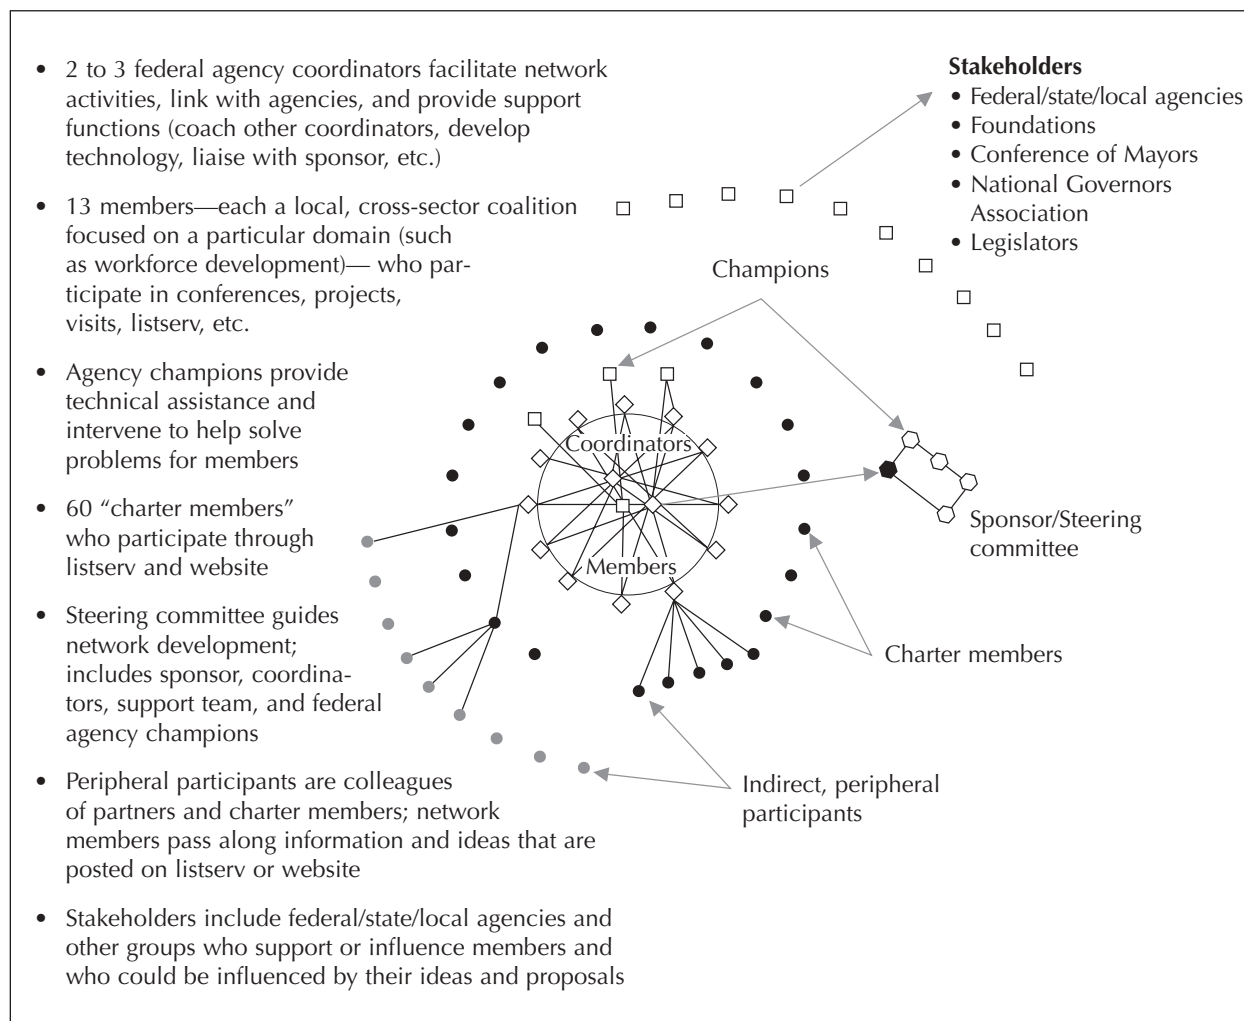 • 2 to 3 federal agency coordinators facilitate network
activities, link with agencies, and provide support
functions (coach other coordinators, develop
technology, liaise with sponsor, etc.)
• 13 members—each a local, cross-sector coalition
focused on a particular domain (such
as workforce development)— who par-
ticipate in conferences, projects,
visits, listserv, etc.
• Agency champions provide
technical assistance and
intervene to help solve
problems for members
• 60 “charter members”
who participate through
listserv and website
• Steering committee guides
network development;
includes sponsor, coordina-
tors, support team, and federal
agency champions
• Peripheral participants are colleagues
of partners and charter members; network
members pass along information and ideas that are
posted on listserv or website
• Stakeholders include federal/state/local agencies and
other groups who support or influence members and
who could be influenced by their ideas and proposals
Stakeholders
• Federal/state/local agencies
• Foundations
• Conference of Mayors
• National Governors
Association
• Legislators
Champions
Coordinators
Members
Sponsor/Steering
committee
Charter members
Indirect, peripheral
participants